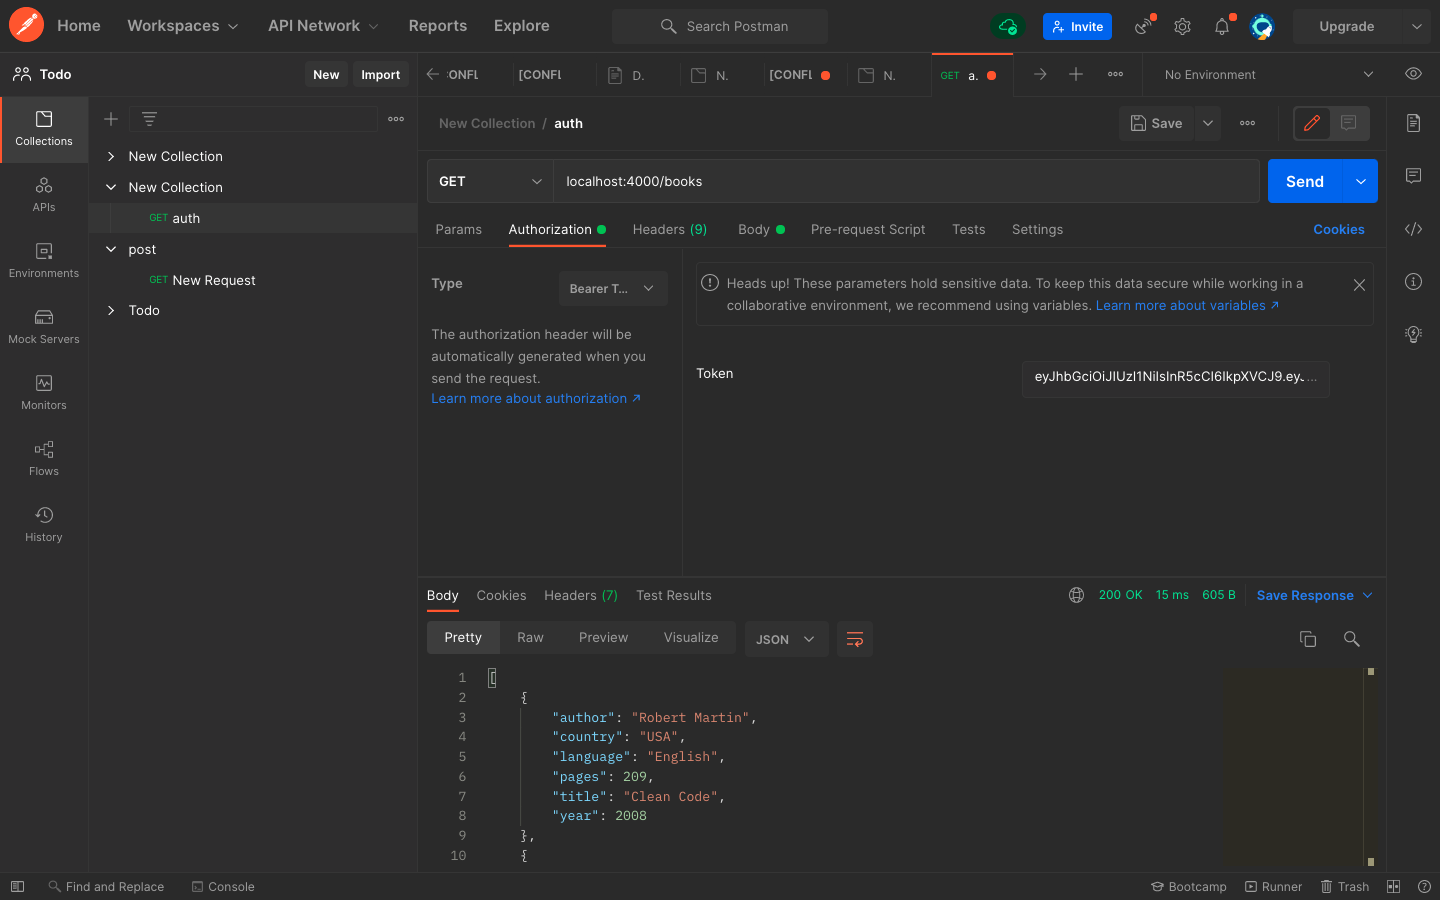 Home
Workspaces
API Network
Reports
Explore
Search Postman
Invite
Upgrade
Todo
New
Import
CONFL
[CONFL
D.
N.
[CONFL
N.
GET a.
No Environment
Collections
APIs
Environments
Mock Servers
Monitors
Flows
History
New Collection
New Collection
GET auth
post
GET New Request
Todo
New Collection / auth
Save
GET
localhost:4000/books
Send
Params
Authorization
Headers (9)
Body
Pre-request Script
Tests
Settings
Cookies
Type
Bearer T...
The authorization header will be
automatically generated when you
send the request.
Learn more about authorization ↗
Heads up! These parameters hold sensitive data. To keep this data secure while working in a
collaborative environment, we recommend using variables. Learn more about variables ↗
Token
eyJhbGciOiJIUzI1NiIsInR5cCI6IkpXVCJ9.eyJ...
Body
Cookies
Headers (7)
Test Results
200 OK
15 ms
605 B
Save Response
Pretty
Raw
Preview
Visualize
JSON
1 [
2 {
3 "author": "Robert Martin",
4 "country": "USA",
5 "language": "English",
6 "pages": 209,
7 "title": "Clean Code",
8 "year": 2008
9 },
10 {
Find and Replace
Console
Bootcamp
Runner
Trash